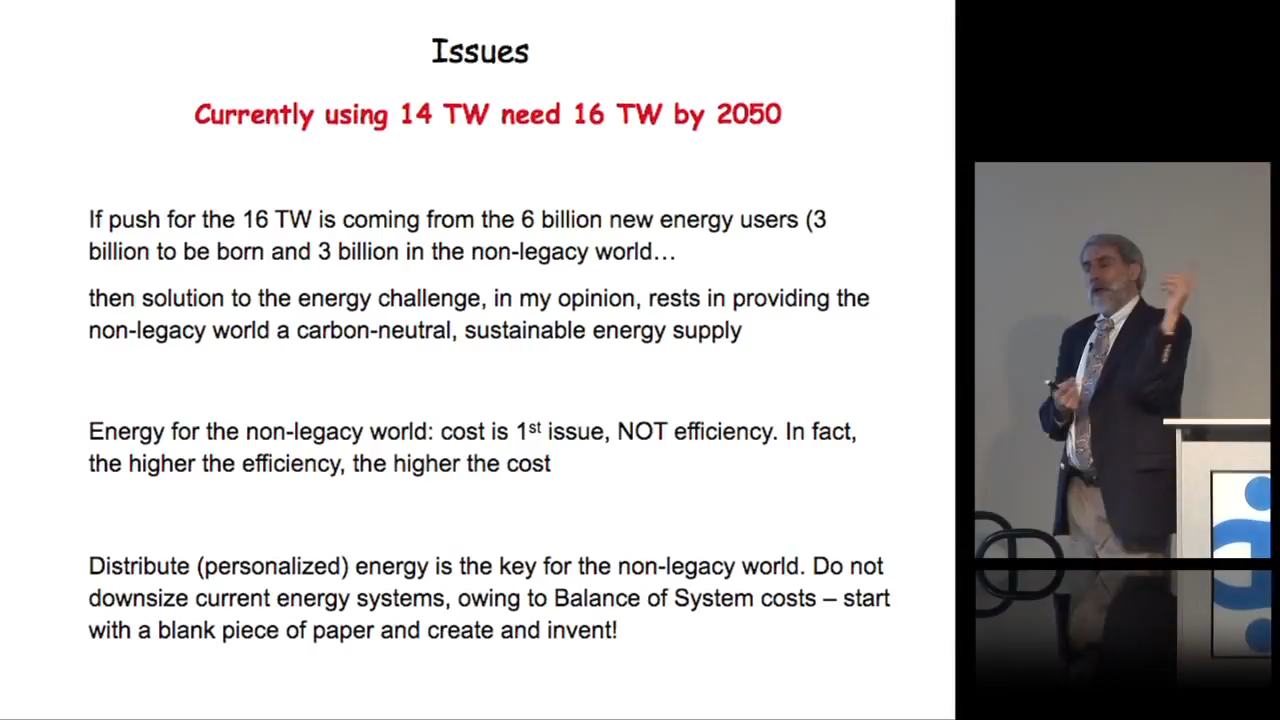 Issues
Currently using 14 TW need 16 TW by 2050
If push for the 16 TW is coming from the 6 billion new energy users (3
billion to be born and 3 billion in the non-legacy world…
then solution to the energy challenge, in my opinion, rests in providing the
non-legacy world a carbon-neutral, sustainable energy supply
Energy for the non-legacy world: cost is 1st issue, NOT efficiency. In fact,
the higher the efficiency, the higher the cost
Distribute (personalized) energy is the key for the non-legacy world. Do not
downsize current energy systems, owing to Balance of System costs – start
with a blank piece of paper and create and invent!